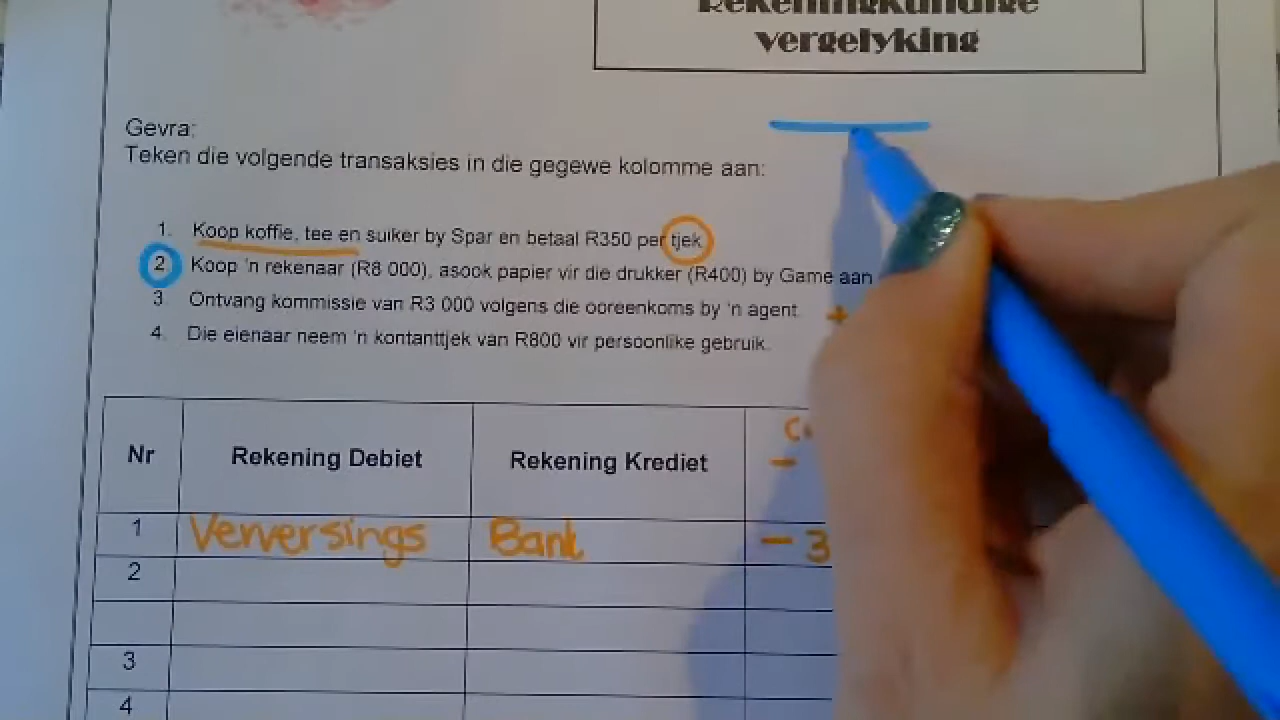 Rekeningkundige
vergelyking
Gevra:
Teken die volgende transaksies in die gegewe kolomme aan:
1. Koop koffie, tee en suiker by Spar en betaal R350 per tjek
2 Koop 'n rekenaar (R8 000), asook papier vir die drukker (R400) by Game aan
3. Ontvang kommissie van R3 000 volgens die ooreenkoms by 'n agent.
4. Die eienaar neem 'n kontanttjek van R800 vir persoonlike gebruik.
+
Nr Rekening Debiet Rekening Krediet
-
1 Verversings Bank - 3
2
3
4